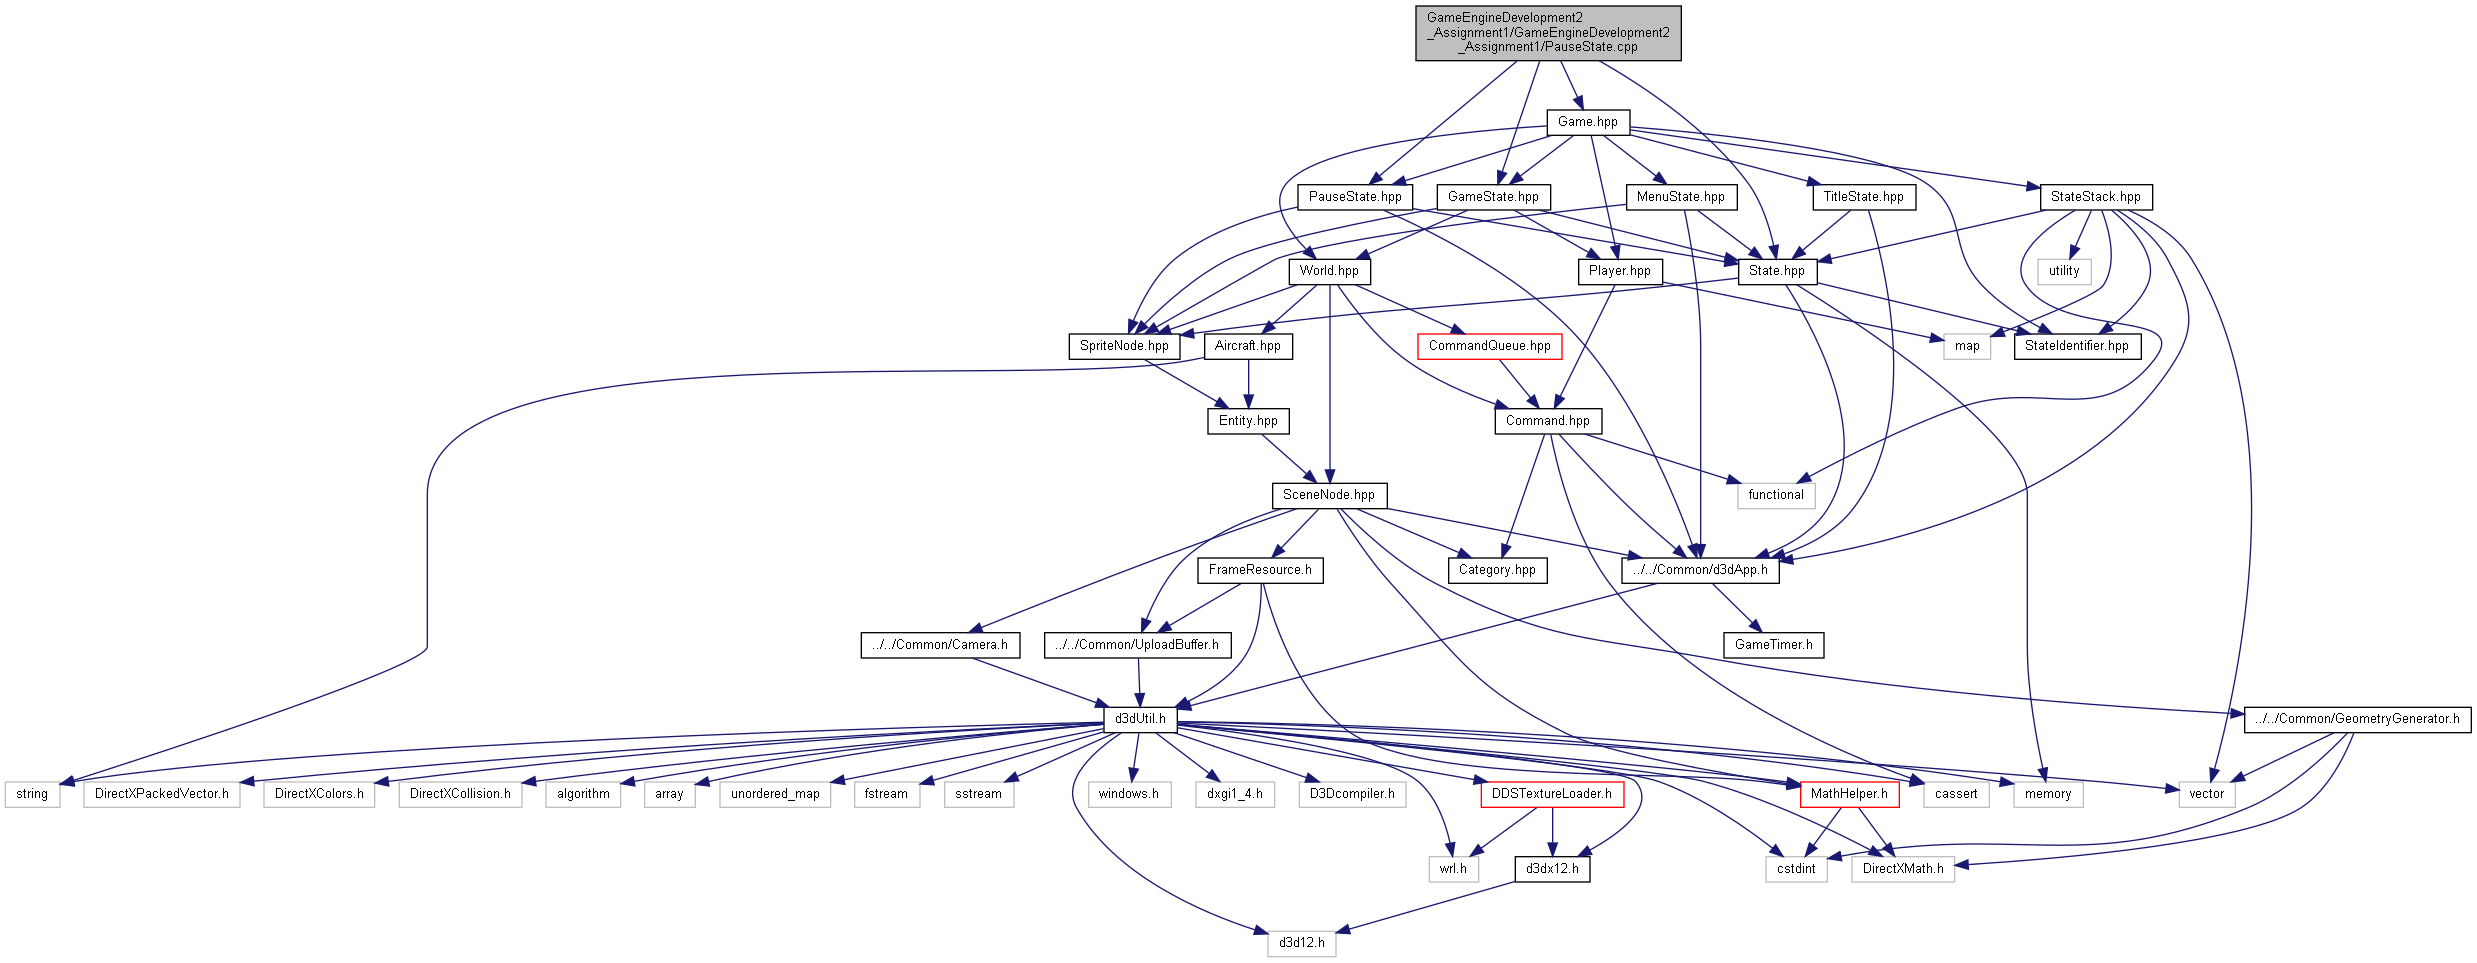 GameEngineDevelopment2
_Assignment1/GameEngineDevelopment2
_Assignment1/PauseState.cpp
Game.hpp
PauseState.hpp
GameState.hpp
MenuState.hpp
TitleState.hpp
StateStack.hpp
World.hpp
Player.hpp
State.hpp
utility
SpriteNode.hpp
Aircraft.hpp
CommandQueue.hpp
map
StateIdentifier.hpp
Entity.hpp
Command.hpp
SceneNode.hpp
functional
FrameResource.h
Category.hpp
../../Common/d3dApp.h
../../Common/Camera.h
../../Common/UploadBuffer.h
GameTimer.h
d3dUtil.h
../../Common/GeometryGenerator.h
string
DirectXPackedVector.h
DirectXColors.h
DirectXCollision.h
algorithm
array
unordered_map
fstream
sstream
windows.h
dxgi1_4.h
D3Dcompiler.h
DDSTextureLoader.h
MathHelper.h
cassert
memory
vector
wrl.h
d3dx12.h
cstdint
DirectXMath.h
d3d12.h